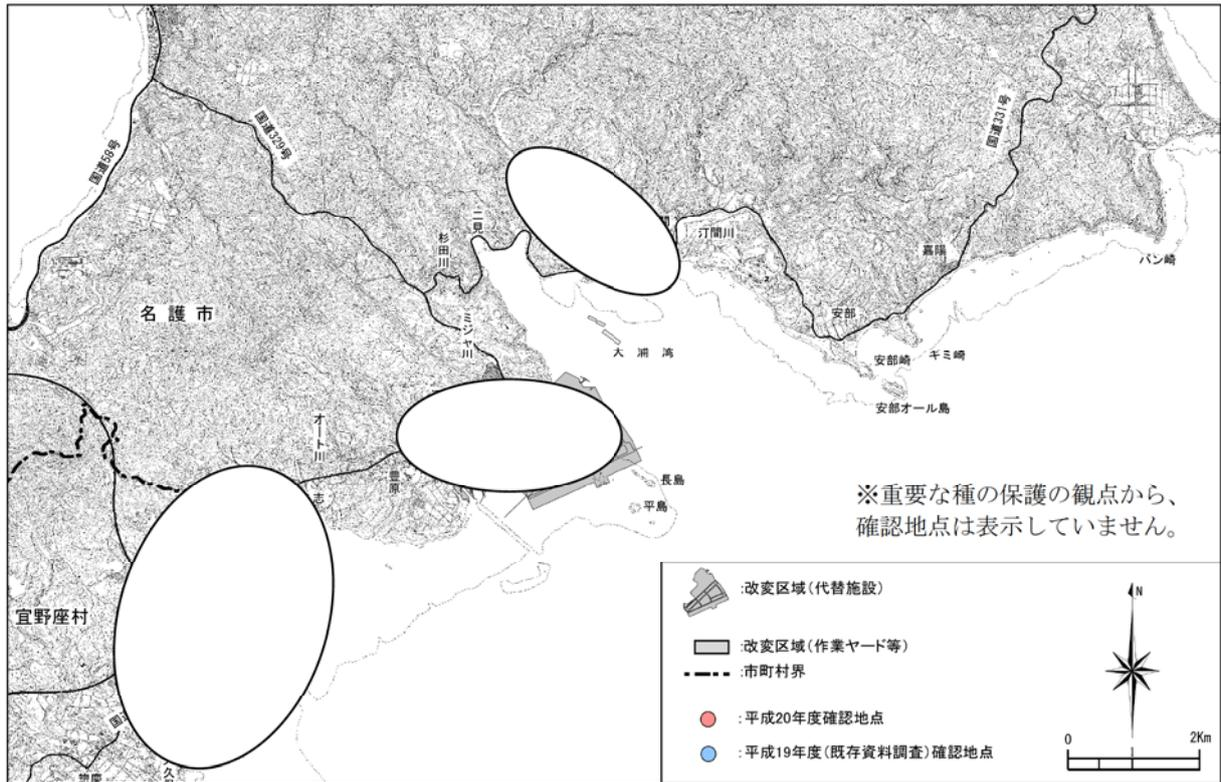 国道58号
国道329号
国道331号
二見
杉田川
汀間川
嘉陽
バン崎
名護市
ミジャ川
大浦湾
安部
安部崎
ギミ崎
安部オール島
オート川
豊原
志
長島
平島
※重要な種の保護の観点から、
確認地点は表示していません。
宜野座村
:改変区域(代替施設)
:改変区域(作業ヤード等)
:市町村界
:平成20年度確認地点
:平成19年度(既存資料調査)確認地点
N
0 2Km
惣慶
久